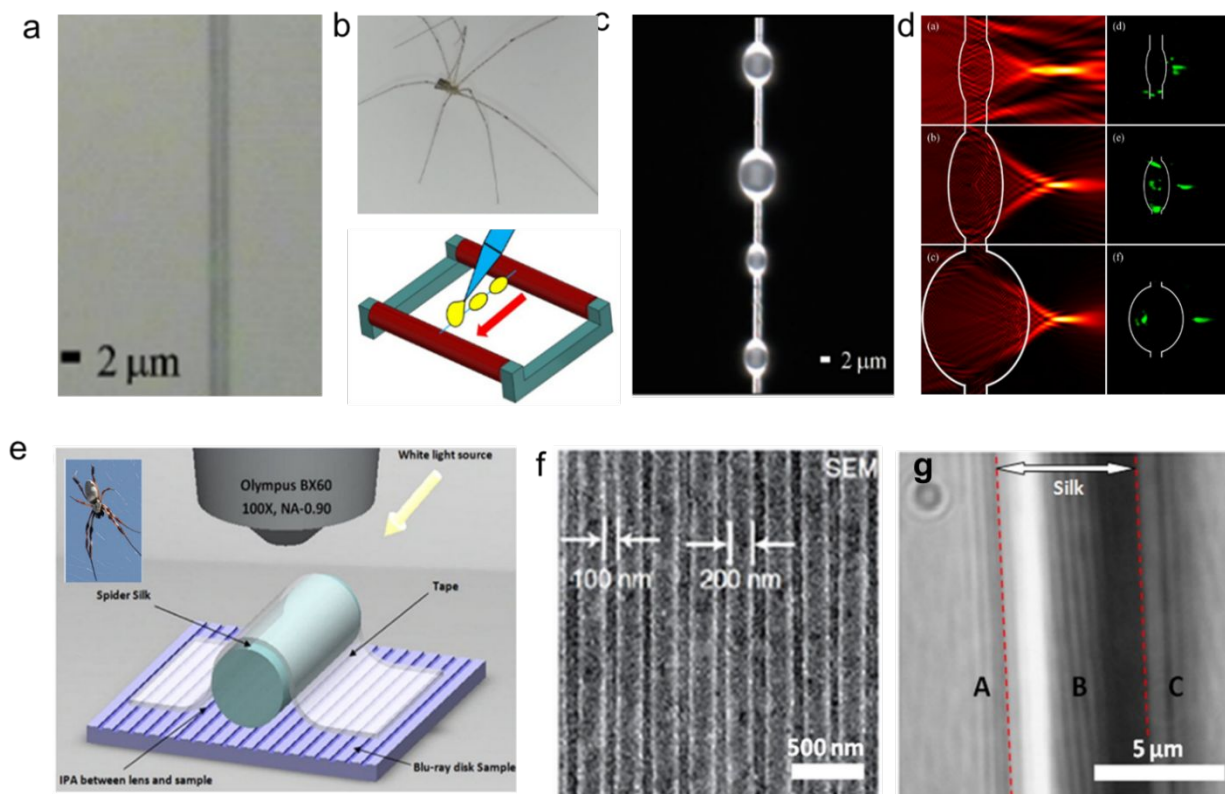 a
2 μm
b
c
2 μm
d
(a)
(d)
(b)
(e)
(c)
(f)
e
White light source
Olympus BX60
100X, NA-0.90
Spider Silk
Tape
IPA between lens and sample
Blu-ray disk Sample
f
SEM
100 nm
200 nm
500 nm
g
Silk
A
B
C
5 μm